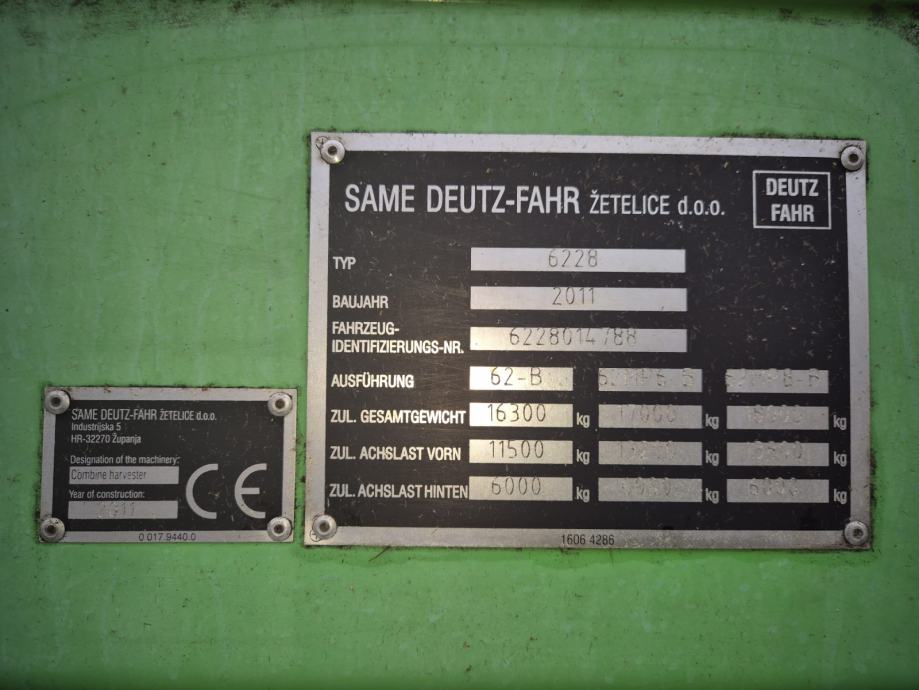 SAME DEUTZ-FAHR ŽETELICE d.o.o.
DEUTZ
FAHR
TYP 6228
BAUJAHR 2011
FAHRZEUG-
IDENTIFIZIERUNGS-NR. 6228014788
AUSFÜHRUNG 62-B
ZUL. GESAMTGEWICHT 16300 kg kg kg
ZUL. ACHSLAST VORN 11500 kg kg kg
ZUL. ACHSLAST HINTEN 6000 kg kg kg
1606 4286
SAME DEUTZ-FAHR ŽETELICE d.o.o.
Industrijska 5
HR-32270 Županja
Designation of the machinery:
Combine harvester
Year of construction:
2011
CE
0 017.9440.0